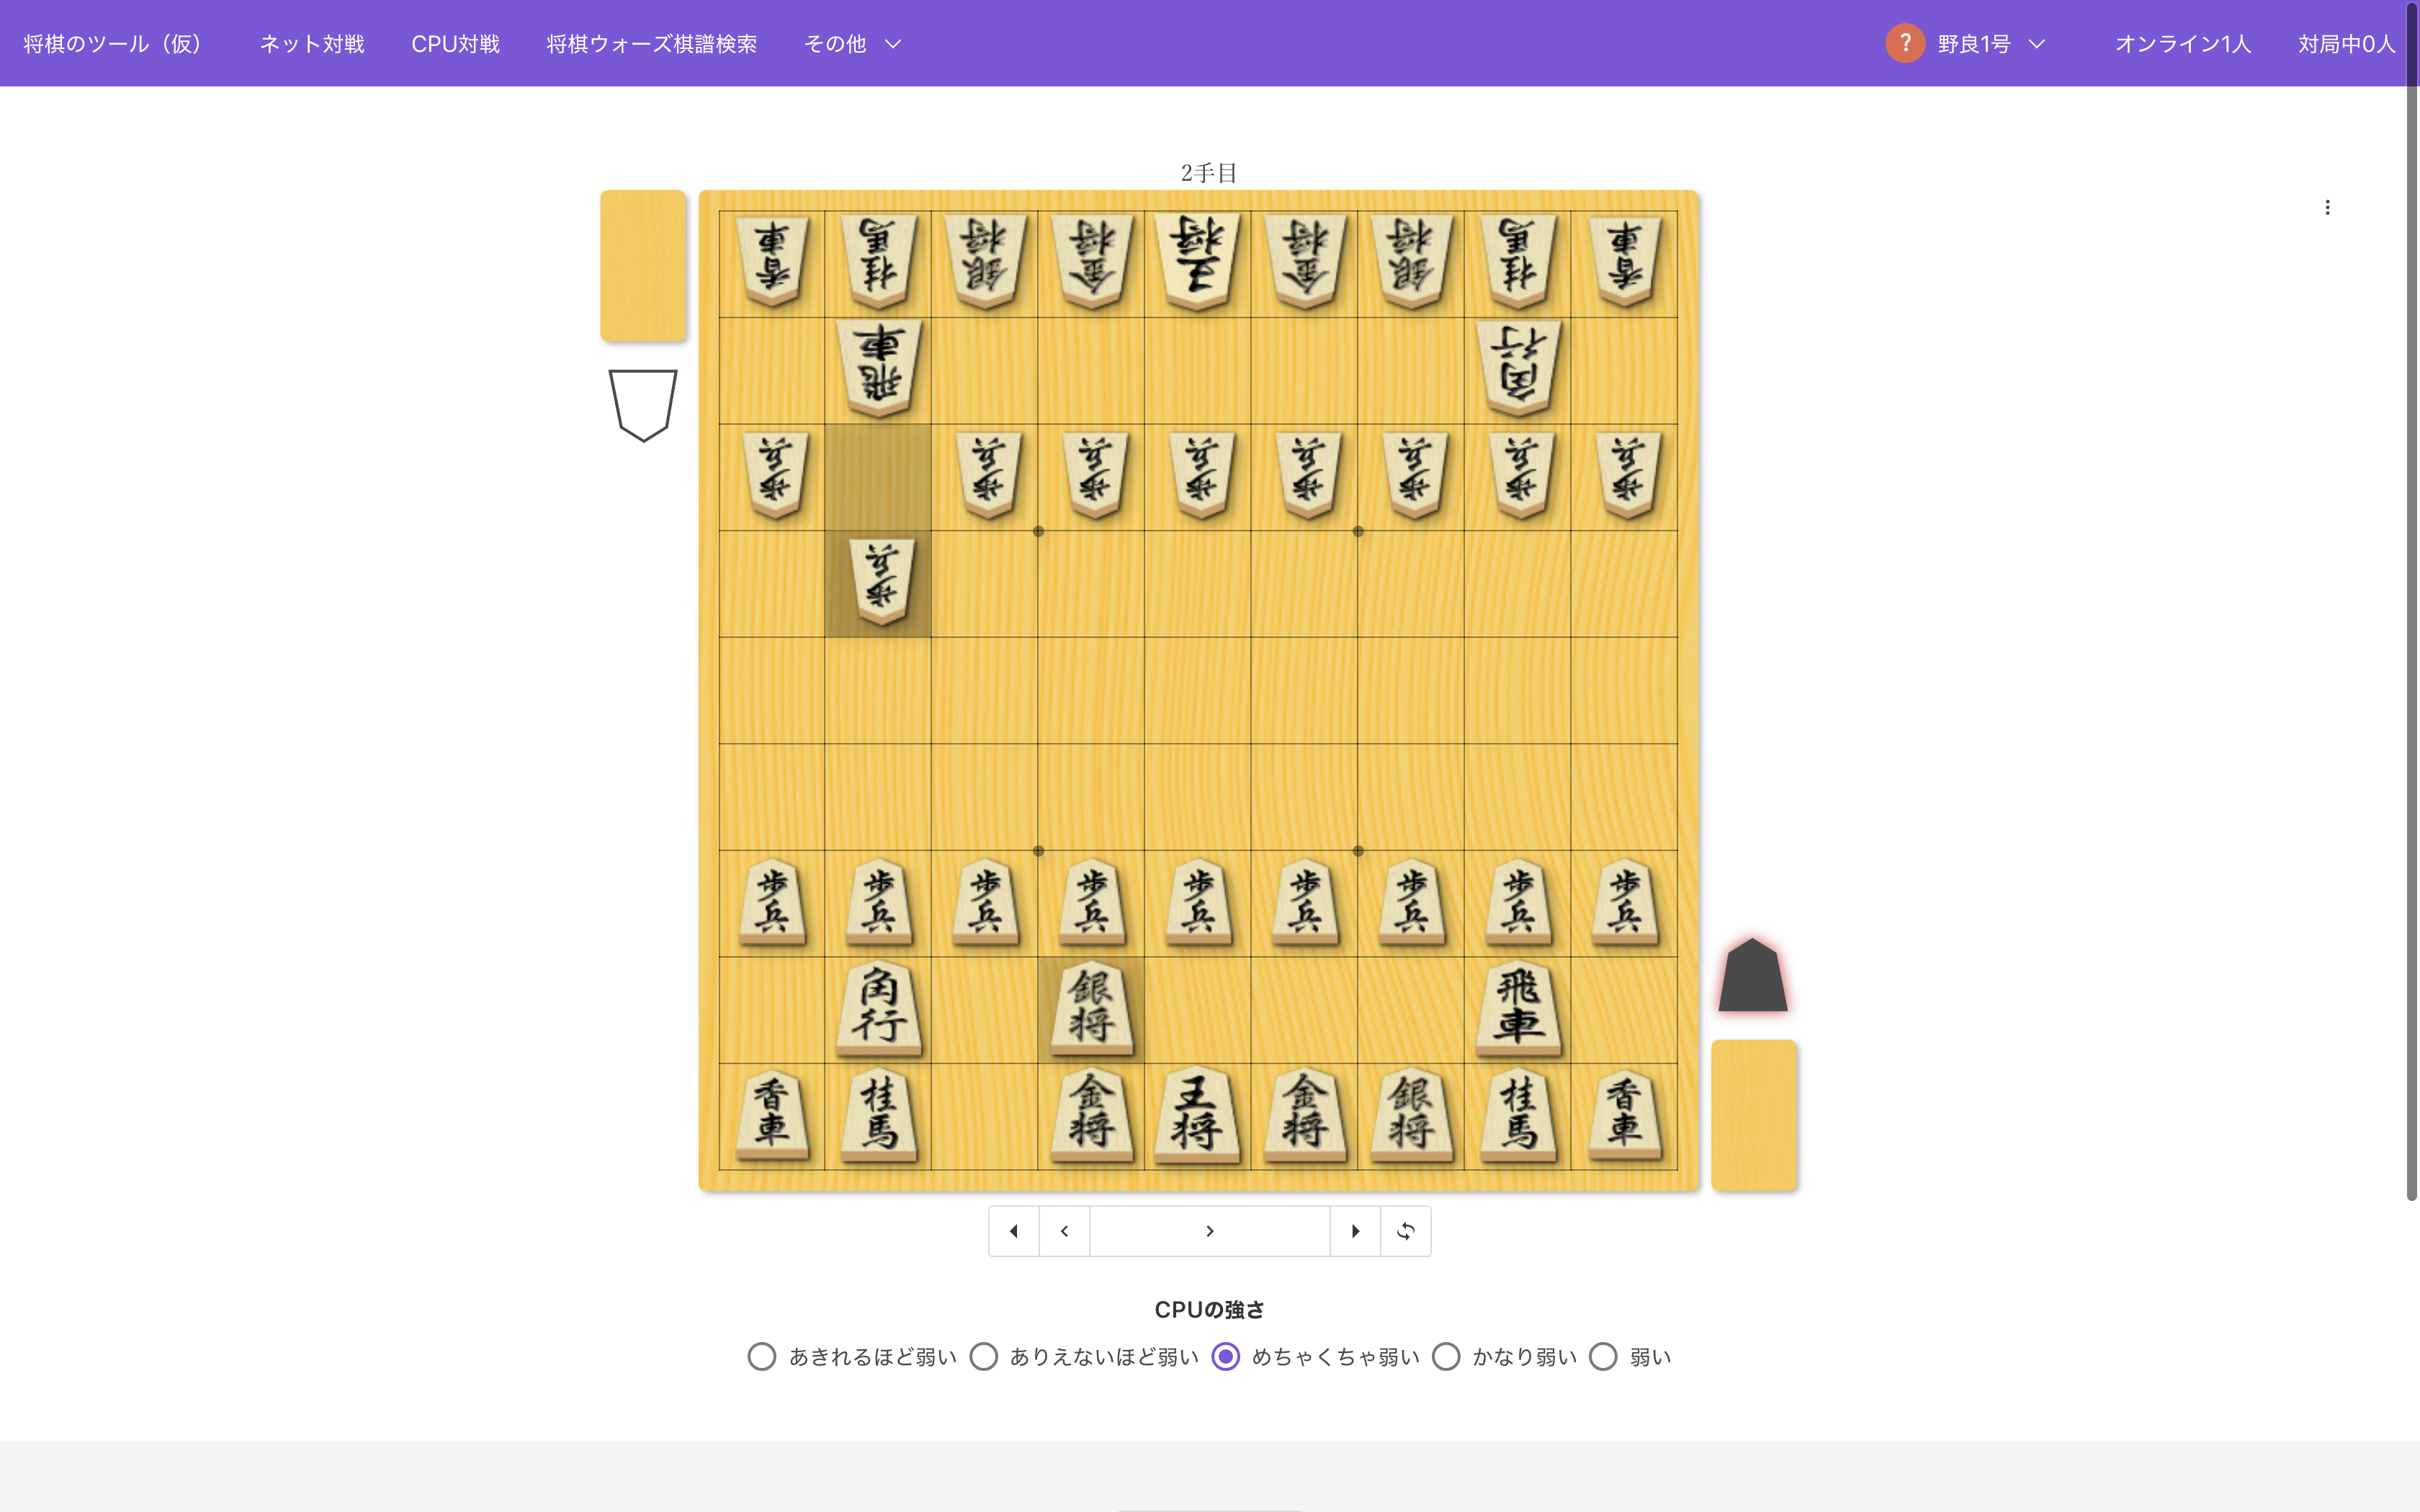 将棋のツール（仮） ネット対戦 CPU対戦 将棋ウォーズ棋譜検索 その他 ? 野良1号 オンライン1人 対局中0人
2手目
香車 桂馬 銀将 金将 王将 金将 銀将 桂馬 香車
飛車 角行
歩兵 歩兵 歩兵 歩兵 歩兵 歩兵 歩兵 歩兵
歩兵
歩兵 歩兵 歩兵 歩兵 歩兵 歩兵 歩兵 歩兵 歩兵
角行 銀将 飛車
香車 桂馬 金将 王将 金将 銀将 桂馬 香車
CPUの強さ
あきれるほど弱い ありえないほど弱い めちゃくちゃ弱い かなり弱い 弱い